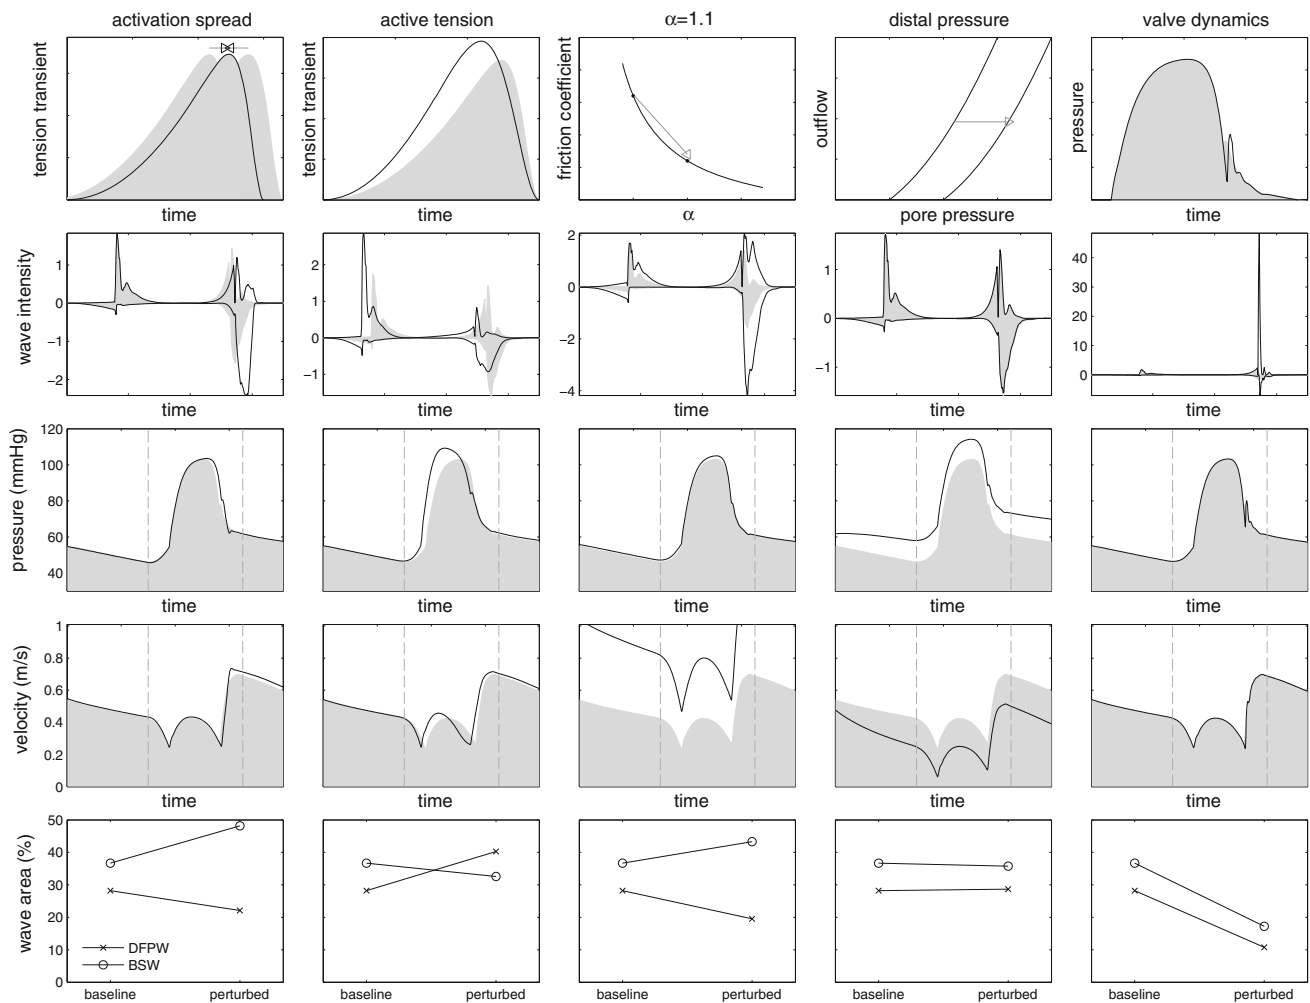 activation spread
active tension
α=1.1
distal pressure
valve dynamics
tension transient
tension transient
friction coefficient
outflow
pressure
time
time
α
pore pressure
time
wave intensity
1
0
−1
−2
2
1
0
−1
2
0
−2
−4
1
0
−1
40
30
20
10
0
time
time
time
time
time
pressure (mmHg)
120
100
80
60
40
time
time
time
time
time
velocity (m/s)
1
0.8
0.6
0.4
0.2
0
time
time
time
time
time
wave area (%)
50
40
30
20
10
0
DFPW
BSW
baseline perturbed
baseline perturbed
baseline perturbed
baseline perturbed
baseline perturbed